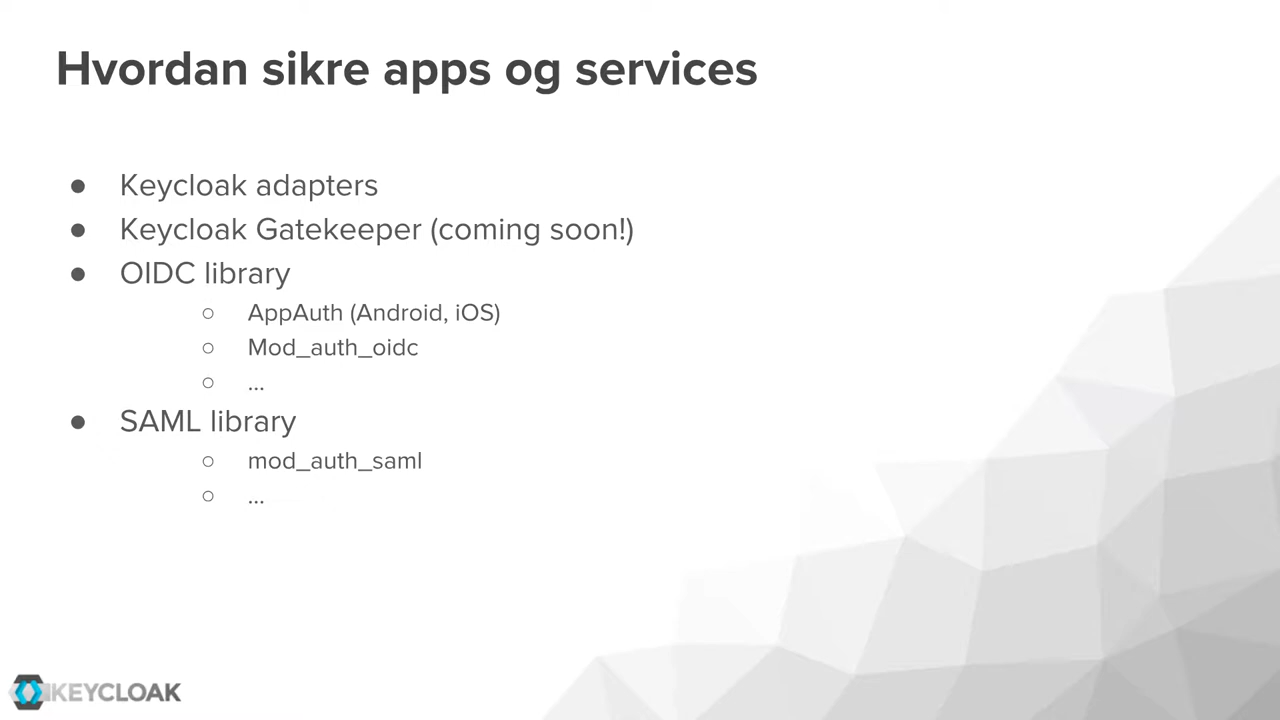 Hvordan sikre apps og services
● Keycloak adapters
● Keycloak Gatekeeper (coming soon!)
● OIDC library
○ AppAuth (Android, iOS)
○ Mod_auth_oidc
○ ...
● SAML library
○ mod_auth_saml
○ ...
KEYCLOAK